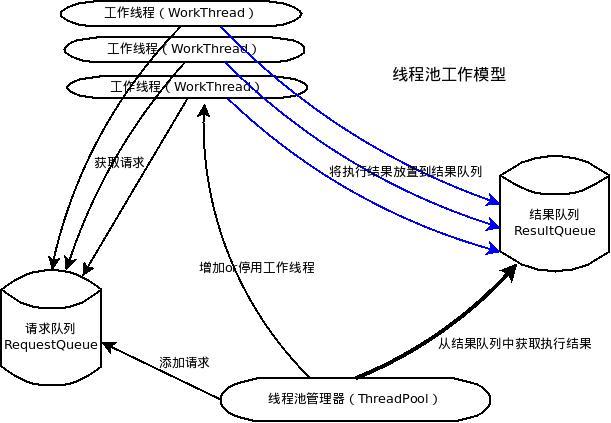 工作线程（WorkThread）
工作线程（WorkThread）
线程池工作模型
工作线程（WorkThread）
获取请求
将执行结果放置到结果队列
结果队列
ResultQueue
增加or停用工作线程
请求队列
RequestQueue
从结果队列中获取执行结果
添加请求
线程池管理器（ThreadPool）